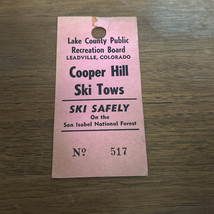 Lake County Public
Recreation Board
LEADVILLE, COLORADO
Cooper Hill
Ski Tows
SKI SAFELY
On the
San Isabel National Forest
No 517